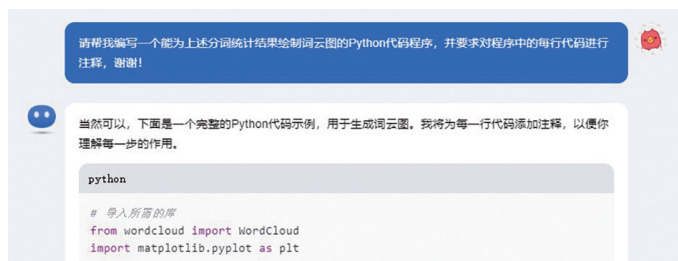 请帮我编写一个能为上述分词统计结果绘制词云图的Python代码程序，并要求对程序中的每行代码进行
注释，谢谢！
当然可以，下面是一个完整的Python代码示例，用于生成词云图。我将为每一行代码添加注释，以便你
理解每一步的作用。
python
# 导入所需的库
from wordcloud import WordCloud
import matplotlib.pyplot as plt